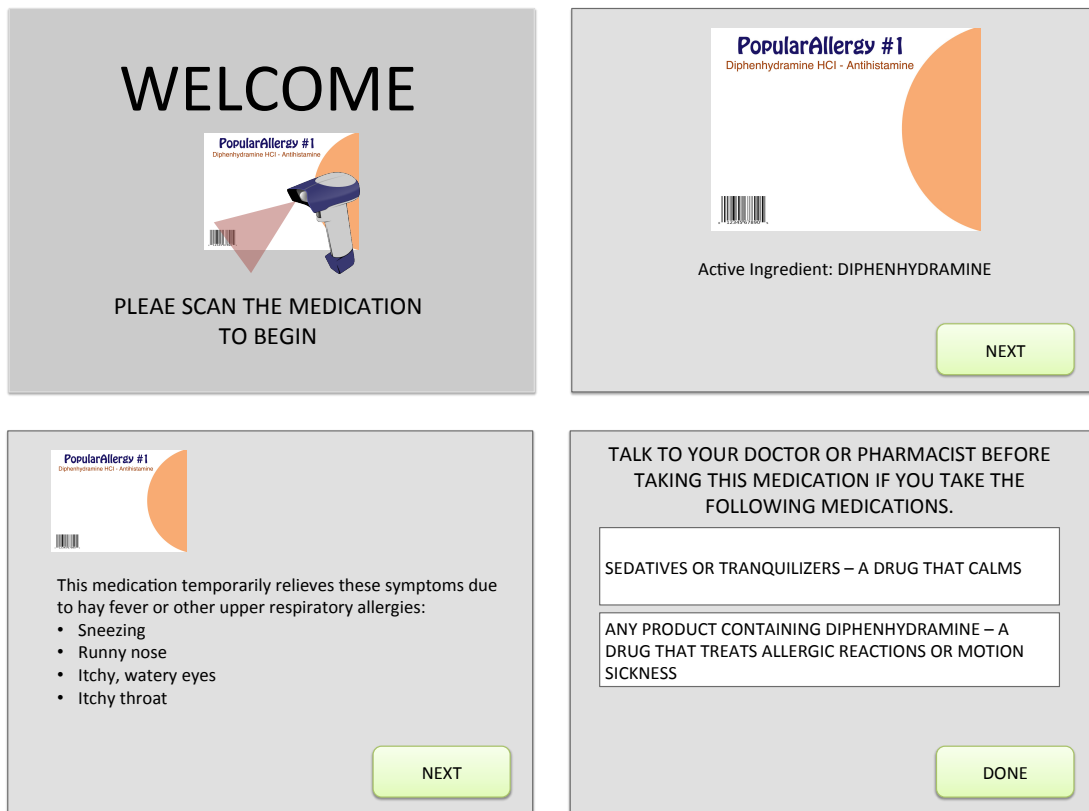 WELCOME
PopularAllergy #1
Diphenhydramine HCl - Antihistamine
PLEAE SCAN THE MEDICATION
TO BEGIN
PopularAllergy #1
Diphenhydramine HCl - Antihistamine
Active Ingredient: DIPHENHYDRAMINE
NEXT
PopularAllergy #1
Diphenhydramine HCl - Antihistamine
This medication temporarily relieves these symptoms due
to hay fever or other upper respiratory allergies:
• Sneezing
• Runny nose
• Itchy, watery eyes
• Itchy throat
NEXT
TALK TO YOUR DOCTOR OR PHARMACIST BEFORE
TAKING THIS MEDICATION IF YOU TAKE THE
FOLLOWING MEDICATIONS.
SEDATIVES OR TRANQUILIZERS – A DRUG THAT CALMS
ANY PRODUCT CONTAINING DIPHENHYDRAMINE – A
DRUG THAT TREATS ALLERGIC REACTIONS OR MOTION
SICKNESS
DONE